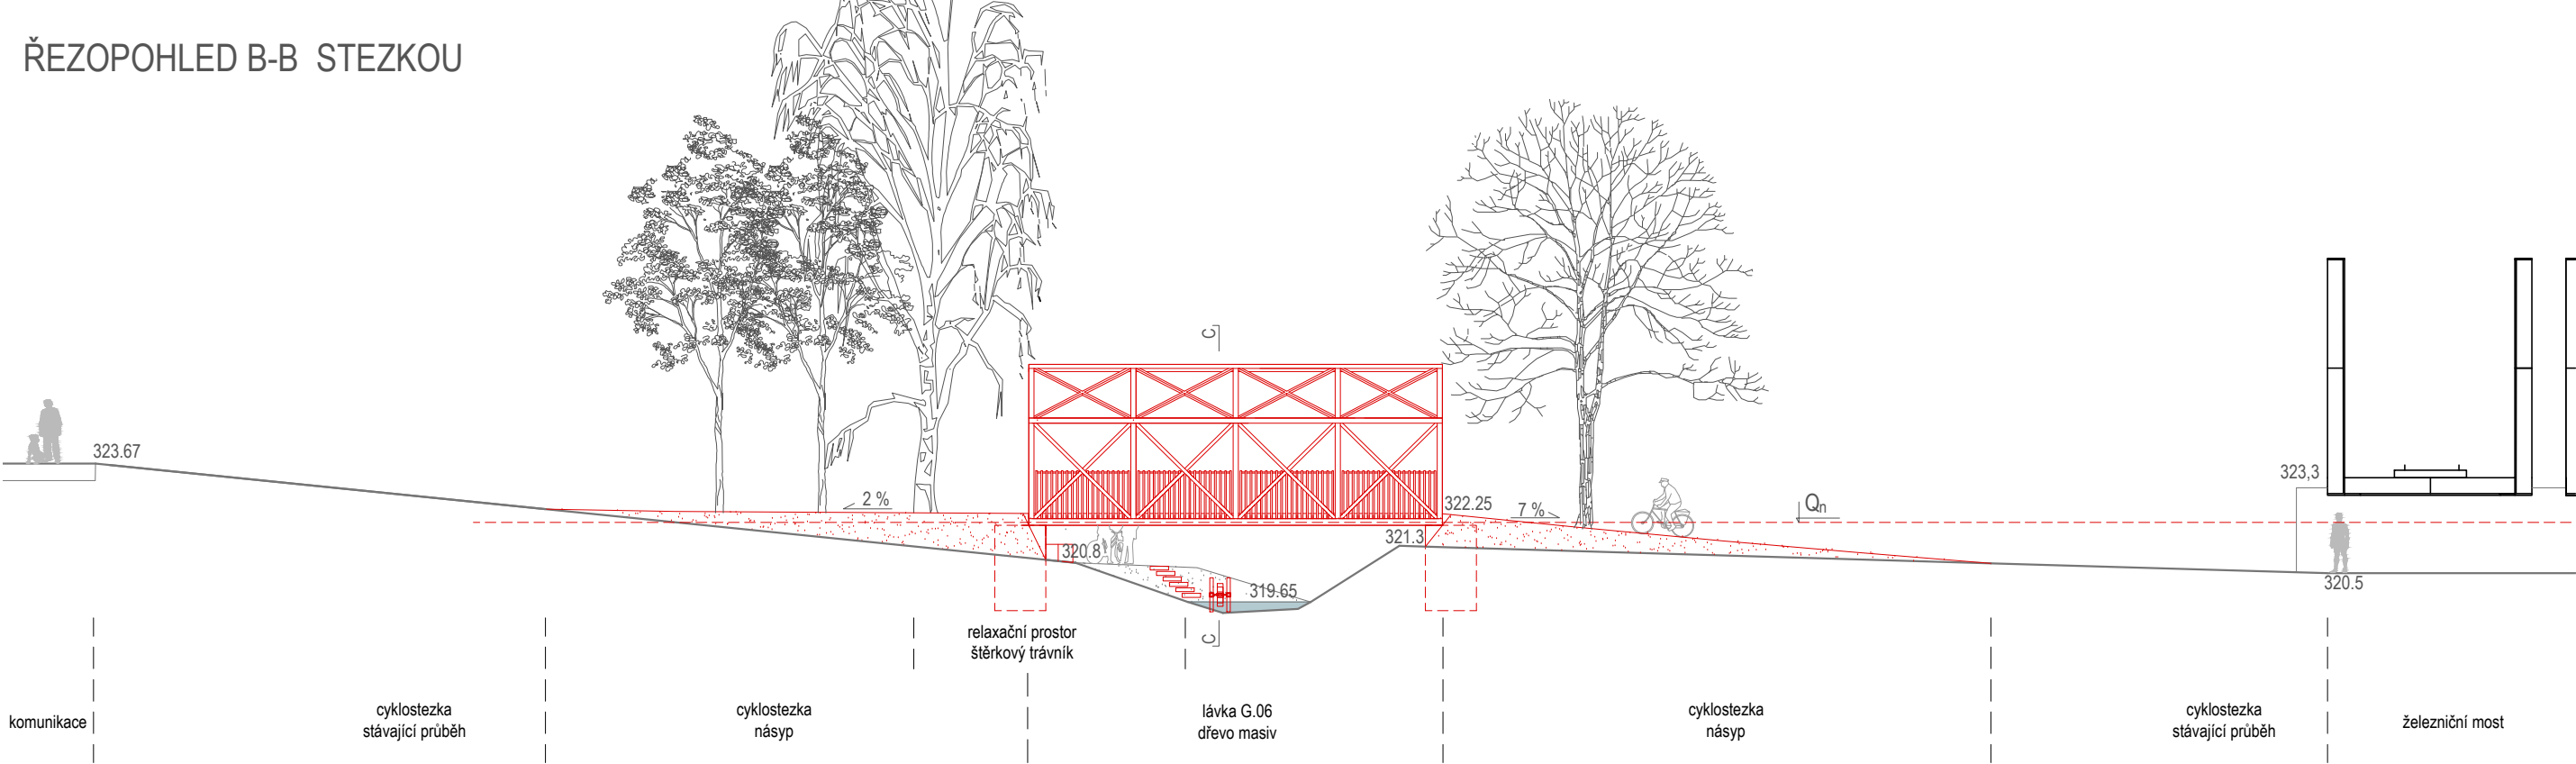 ŘEZOPOHLED B-B STEZKOU
C
323.67
2 %
322.25
7 %
Qn
323,3
320.8
321.3
319.65
320.5
C
relaxační prostor
štěrkový trávník
komunikace
cyklostezka
stávající průběh
cyklostezka
násyp
lávka G.06
dřevo masiv
cyklostezka
násyp
cyklostezka
stávající průběh
železniční most